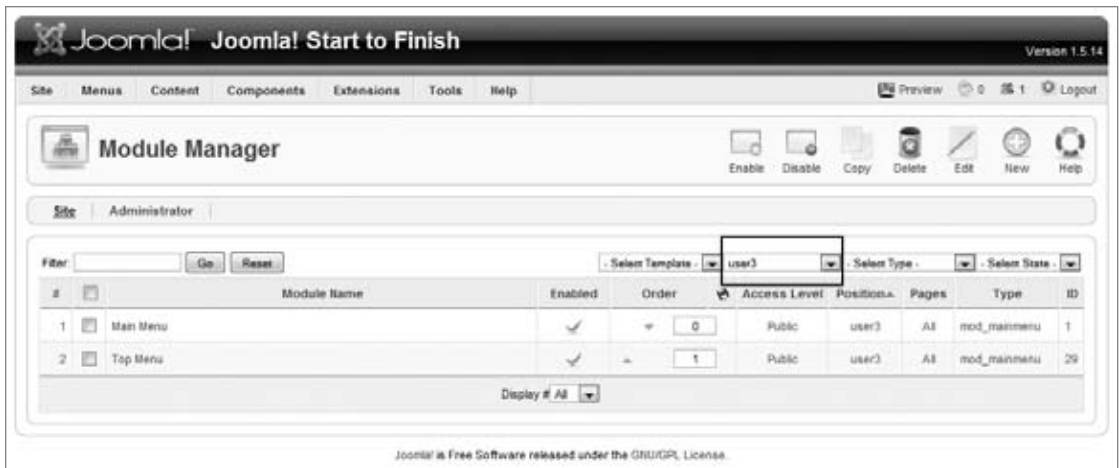 Joomla! Joomla! Start to Finish
Version 1.5.14
Site Menus Content Components Extensions Tools Help Preview 0 1 Logout
Module Manager Enable Disable Copy Delete Edit New Help
Site Administrator
Filter: Go Reset - Select Template - user3 - Select Type - - Select State -
# Module Name Enabled Order Access Level Position Pages Type ID
1 Main Menu 0 Public user3 All mod_mainmenu 1
2 Top Menu 1 Public user3 All mod_mainmenu 29
Display # All
Joomla! is Free Software released under the GNU/GPL License.